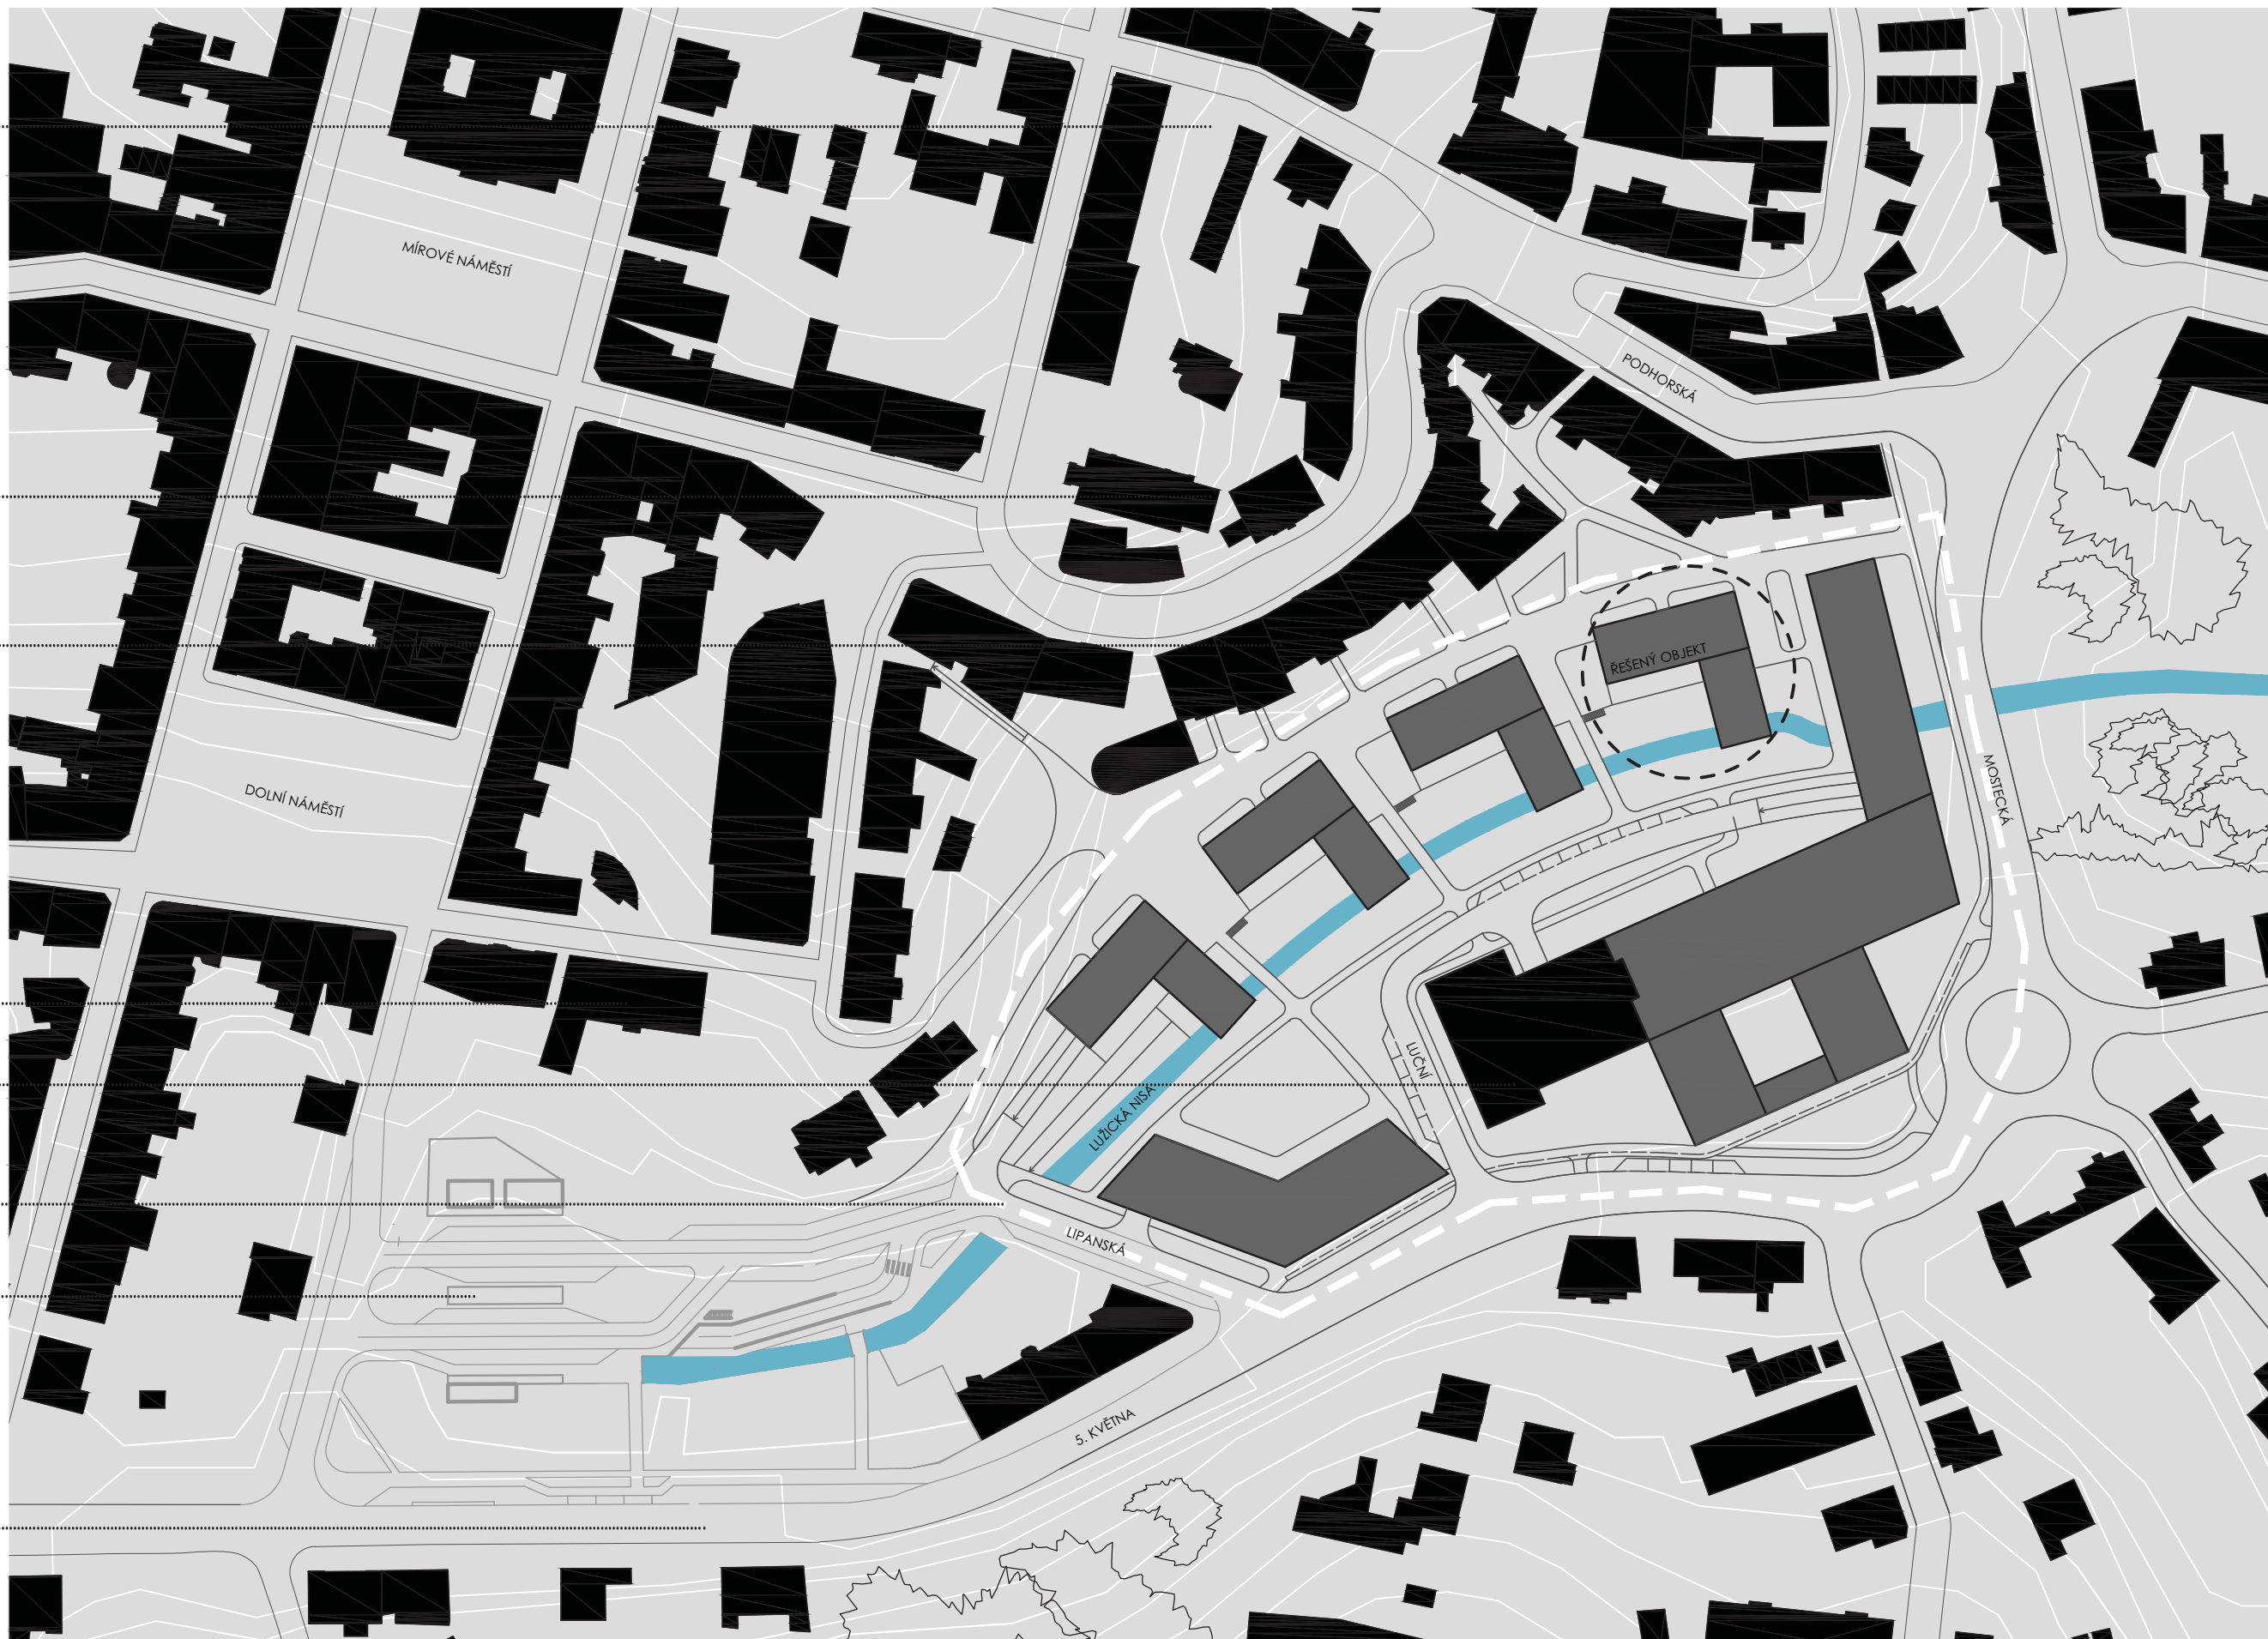 MÍROVÉ NÁMĚSTÍ
PODHORSKÁ
ŘEŠENÝ OBJEKT
DOLNÍ NÁMĚSTÍ
MOSTECKÁ
LUČNÍ
LUŽICKÁ NISA
LIPANSKÁ
5. KVĚTNA